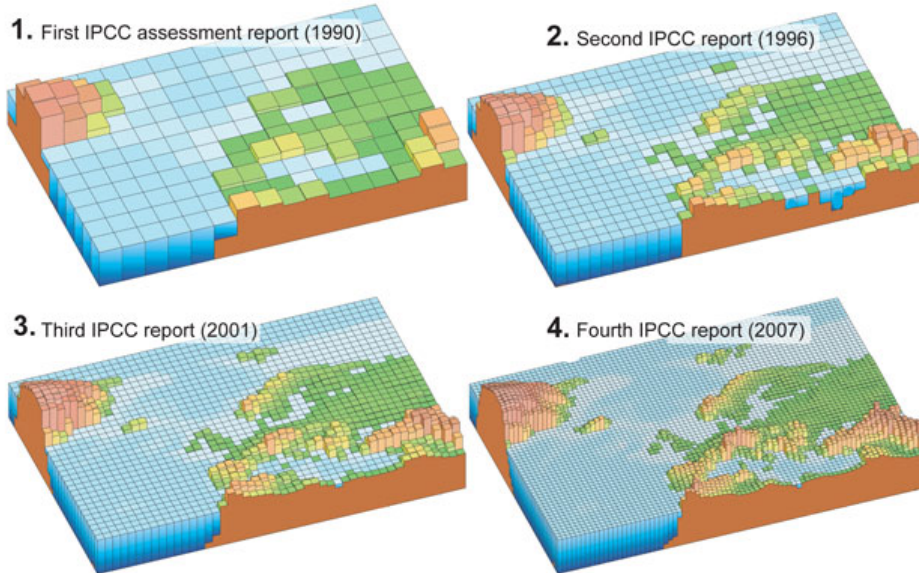 1. First IPCC assessment report (1990)
2. Second IPCC report (1996)
3. Third IPCC report (2001)
4. Fourth IPCC report (2007)